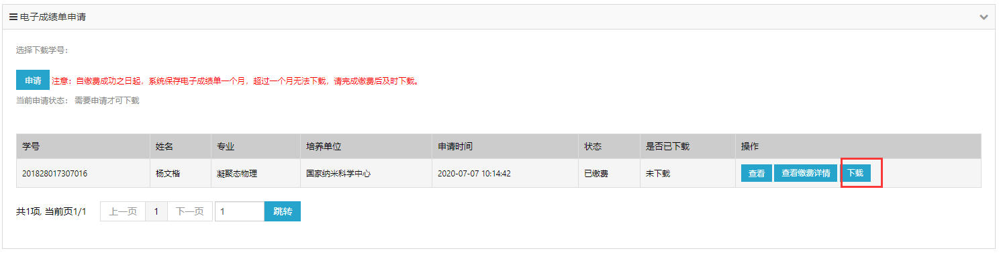 电子成绩单申请
选择下载学号：
申请 注意：自缴费成功之日起，系统保存电子成绩单一个月，超过一个月无法下载，请完成缴费后及时下载。
当前申请状态： 需要申请才可下载
学号 姓名 专业 培养单位 申请时间 状态 是否已下载 操作
201828017307016 杨文楷 凝聚态物理 国家纳米科学中心 2020-07-07 10:14:42 已缴费 未下载 查看 查看缴费详情 下载
共1项, 当前页1/1 上一页 1 下一页 1 跳转